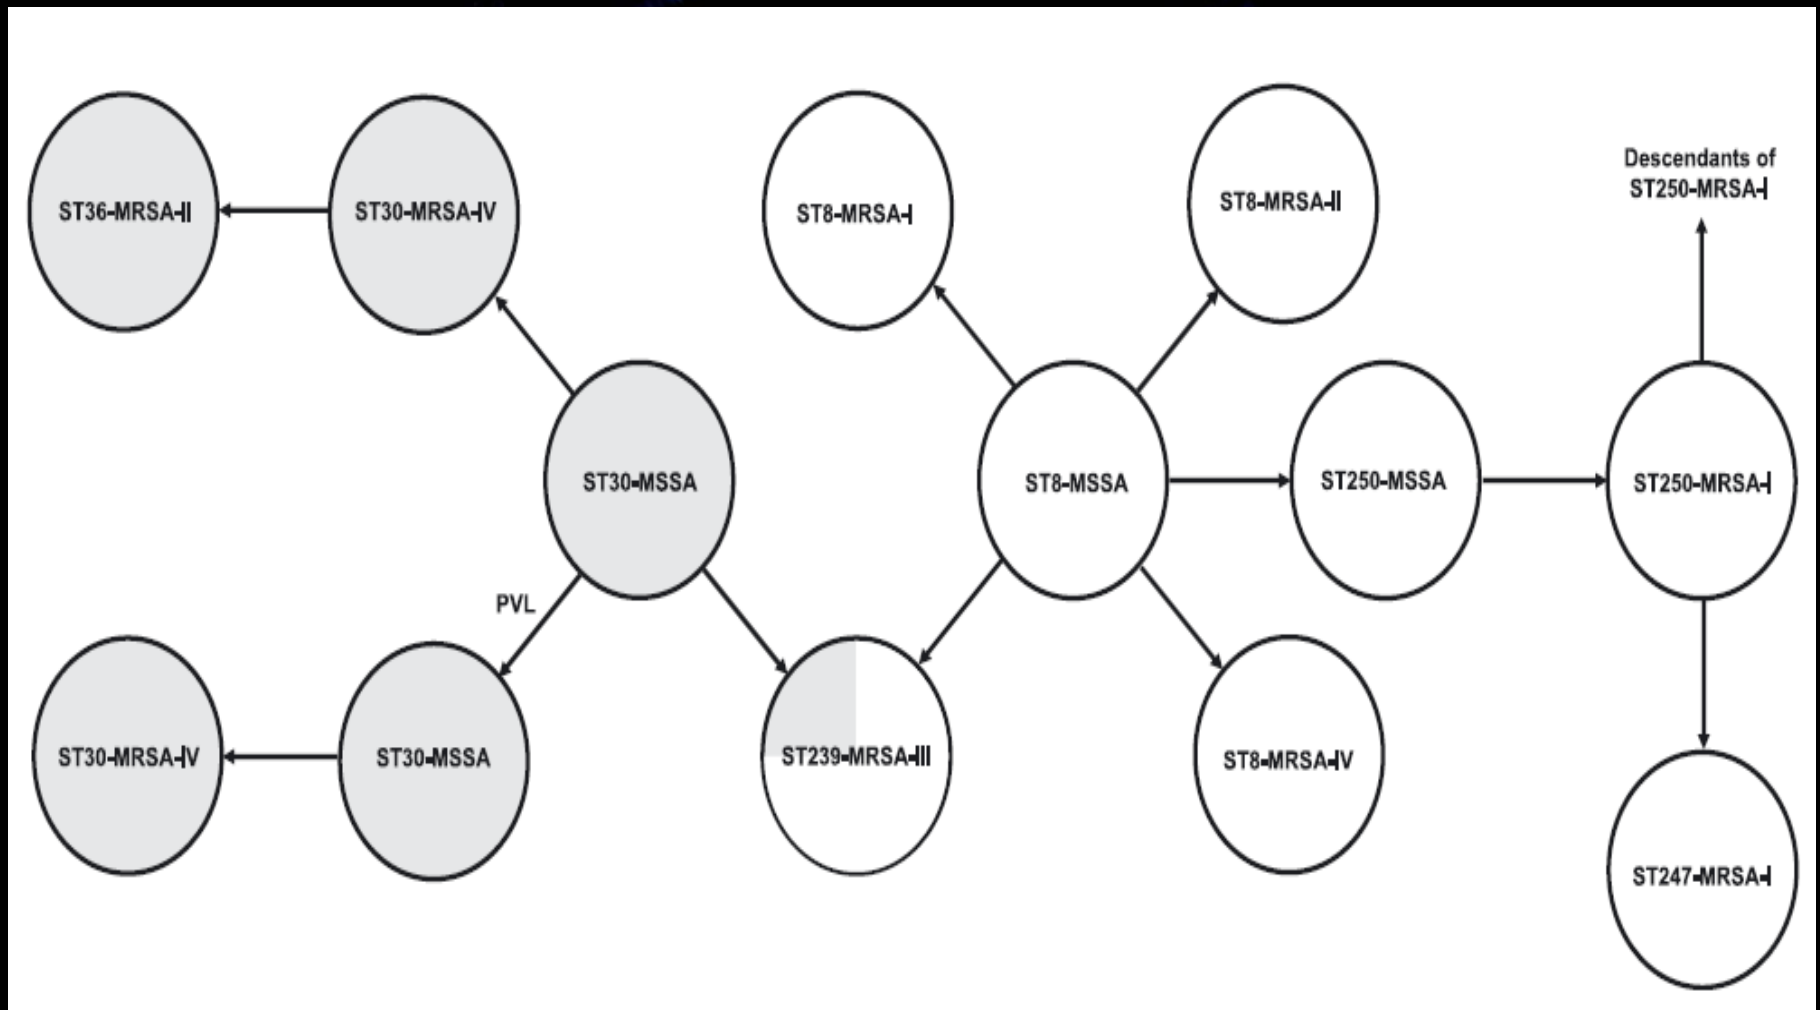 Descendants of
ST250-MRSA-I
ST36-MRSA-II
ST30-MRSA-IV
ST8-MRSA-I
ST8-MRSA-II
ST30-MSSA
ST8-MSSA
ST250-MSSA
ST250-MRSA-I
PVL
ST30-MRSA-IV
ST30-MSSA
ST239-MRSA-III
ST8-MRSA-IV
ST247-MRSA-I